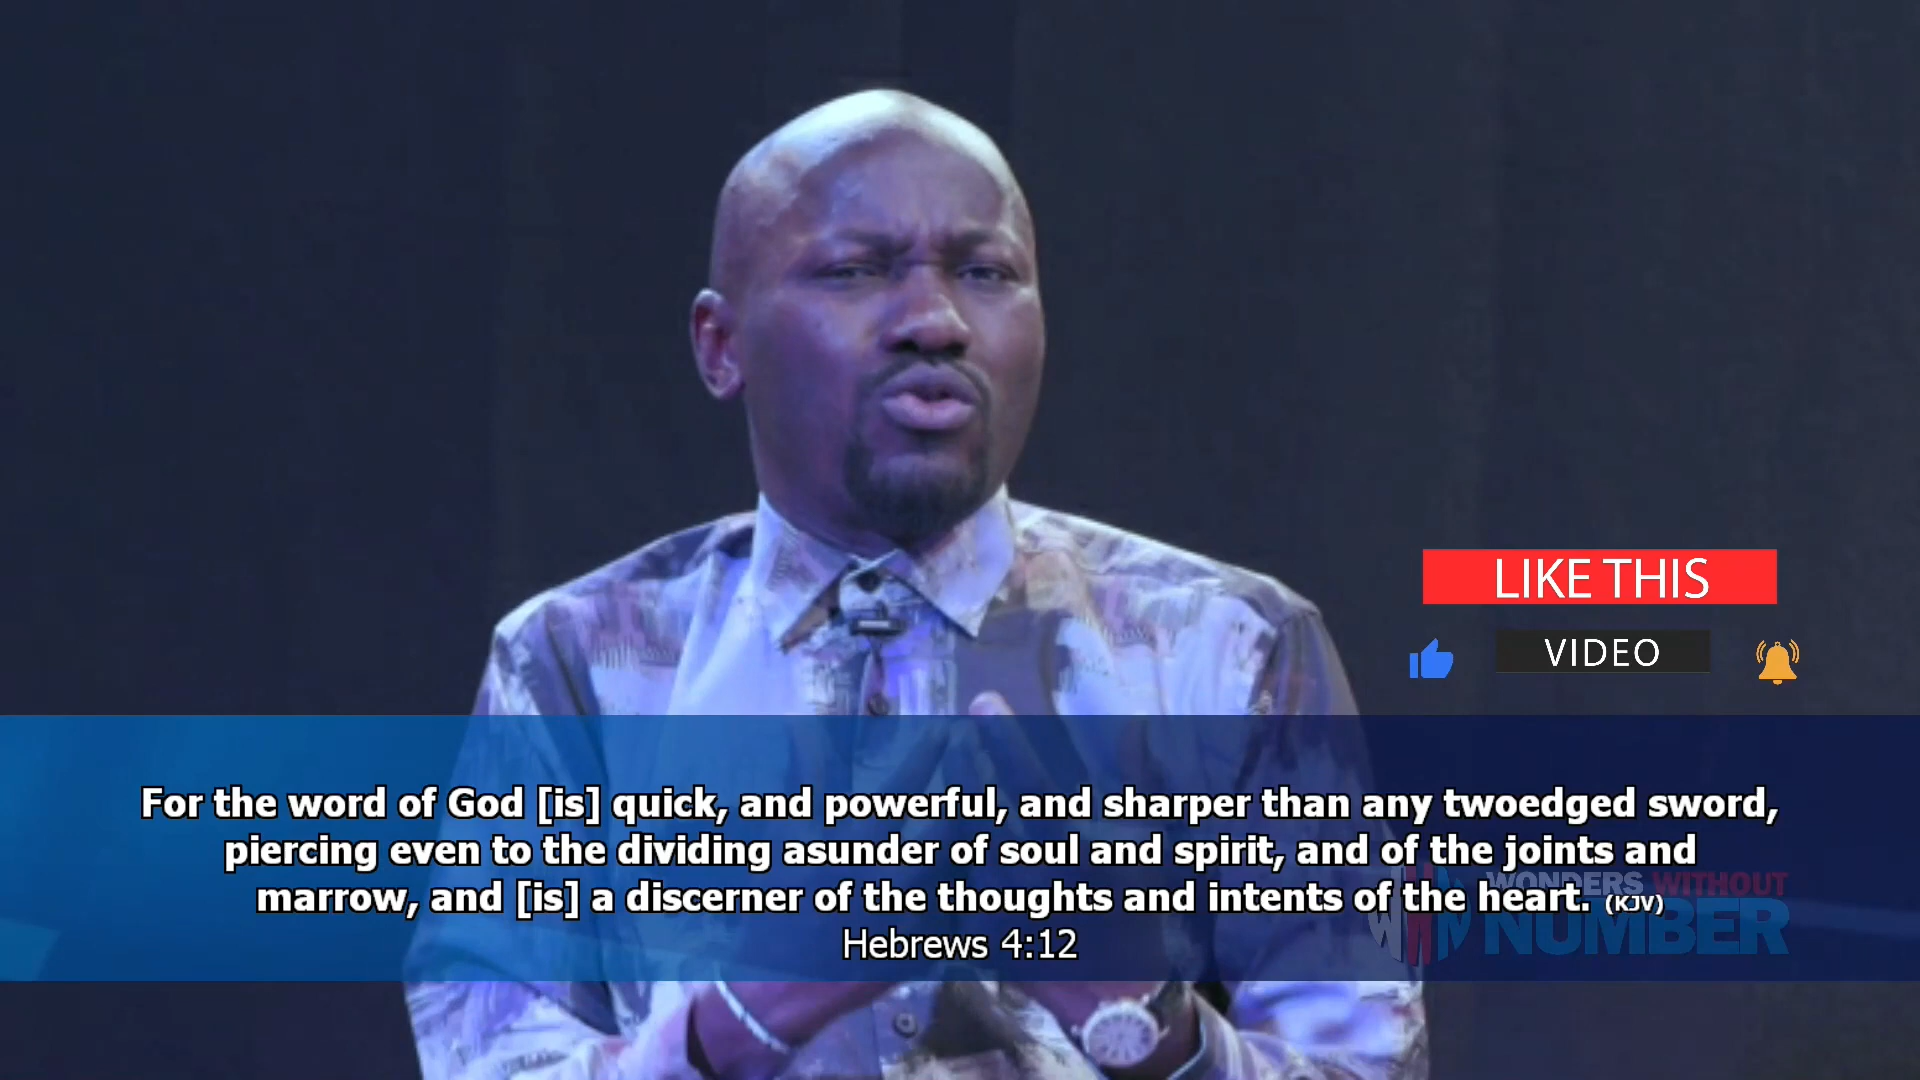 LIKE THIS
VIDEO
For the word of God [is] quick, and powerful, and sharper than any twoedged sword,
piercing even to the dividing asunder of soul and spirit, and of the joints and
marrow, and [is] a discerner of the thoughts and intents of the heart. (KJV)
Hebrews 4:12
WONDERS WITHOUT
NUMBER